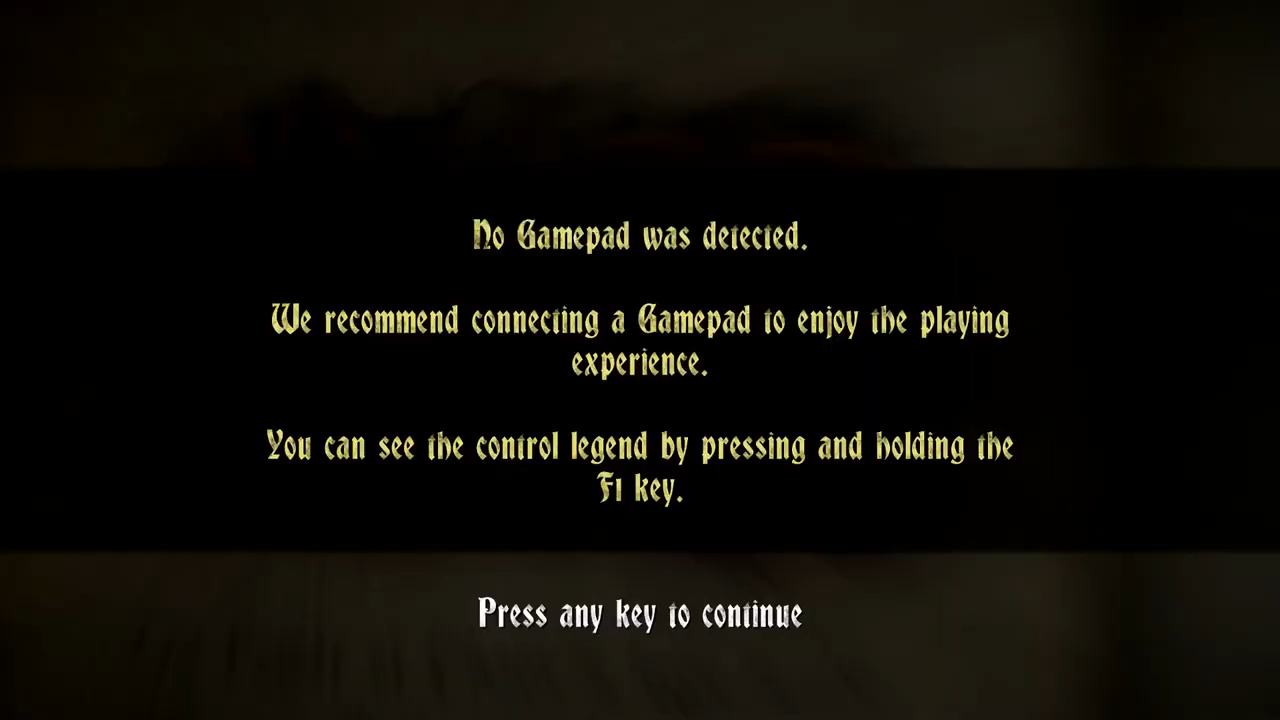 No Gamepad was detected.
We recommend connecting a Gamepad to enjoy the playing
experience.
You can see the control legend by pressing and holding the
F1 key.
Press any key to continue